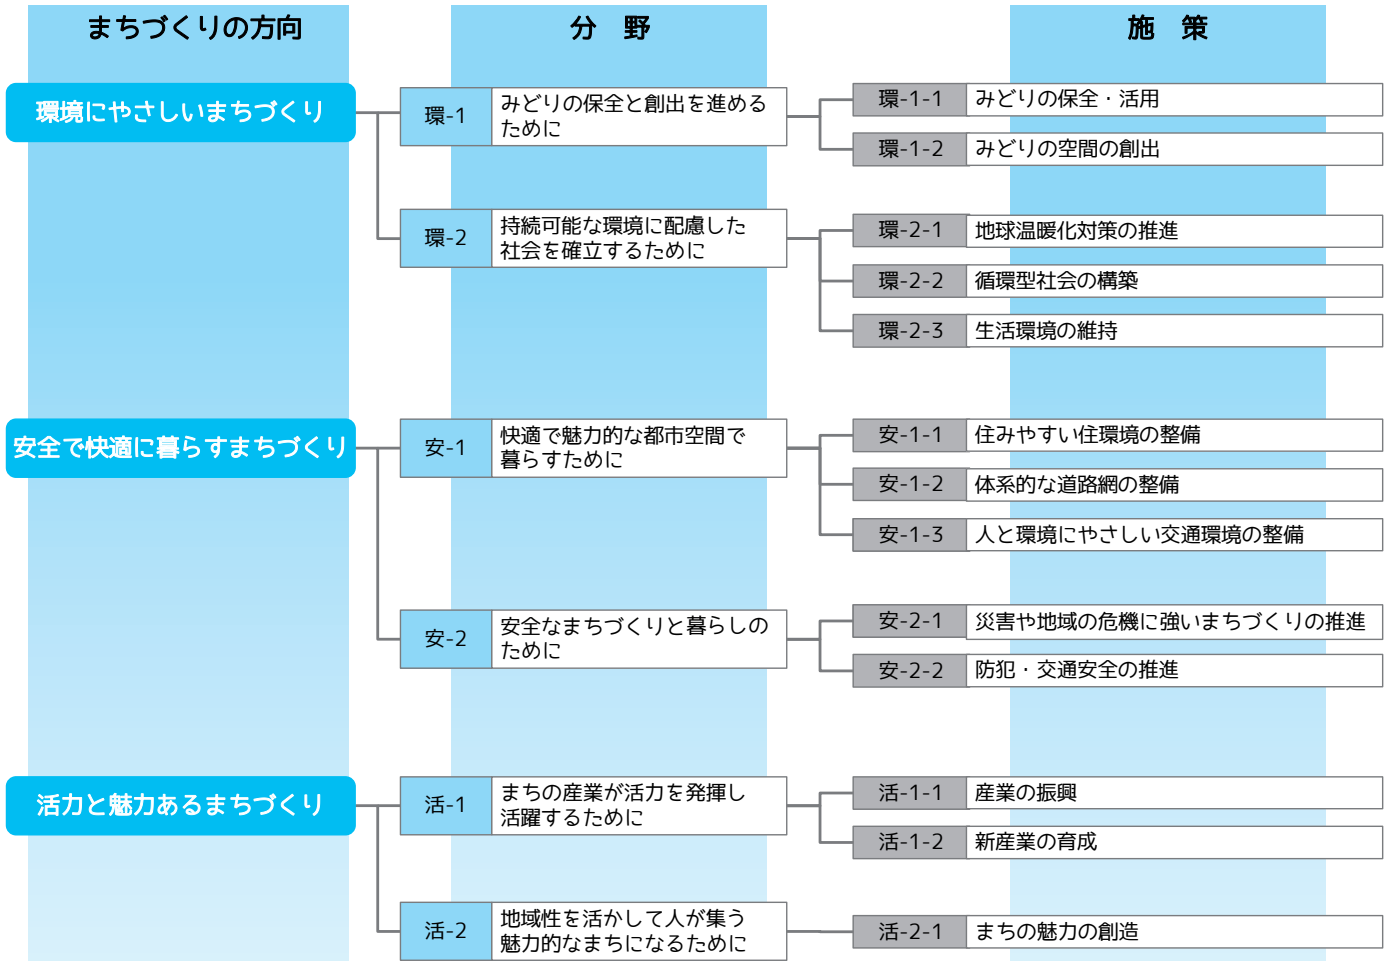 まちづくりの方向
分　野
施　策
環境にやさしいまちづくり
環-1
みどりの保全と創出を進める
ために
環-1-1
みどりの保全・活用
環-1-2
みどりの空間の創出
環-2
持続可能な環境に配慮した
社会を確立するために
環-2-1
地球温暖化対策の推進
環-2-2
循環型社会の構築
環-2-3
生活環境の維持
安全で快適に暮らすまちづくり
安-1
快適で魅力的な都市空間で
暮らすために
安-1-1
住みやすい住環境の整備
安-1-2
体系的な道路網の整備
安-1-3
人と環境にやさしい交通環境の整備
安-2
安全なまちづくりと暮らしの
ために
安-2-1
災害や地域の危機に強いまちづくりの推進
安-2-2
防犯・交通安全の推進
活力と魅力あるまちづくり
活-1
まちの産業が活力を発揮し
活躍するために
活-1-1
産業の振興
活-1-2
新産業の育成
活-2
地域性を活かして人が集う
魅力的なまちになるために
活-2-1
まちの魅力の創造